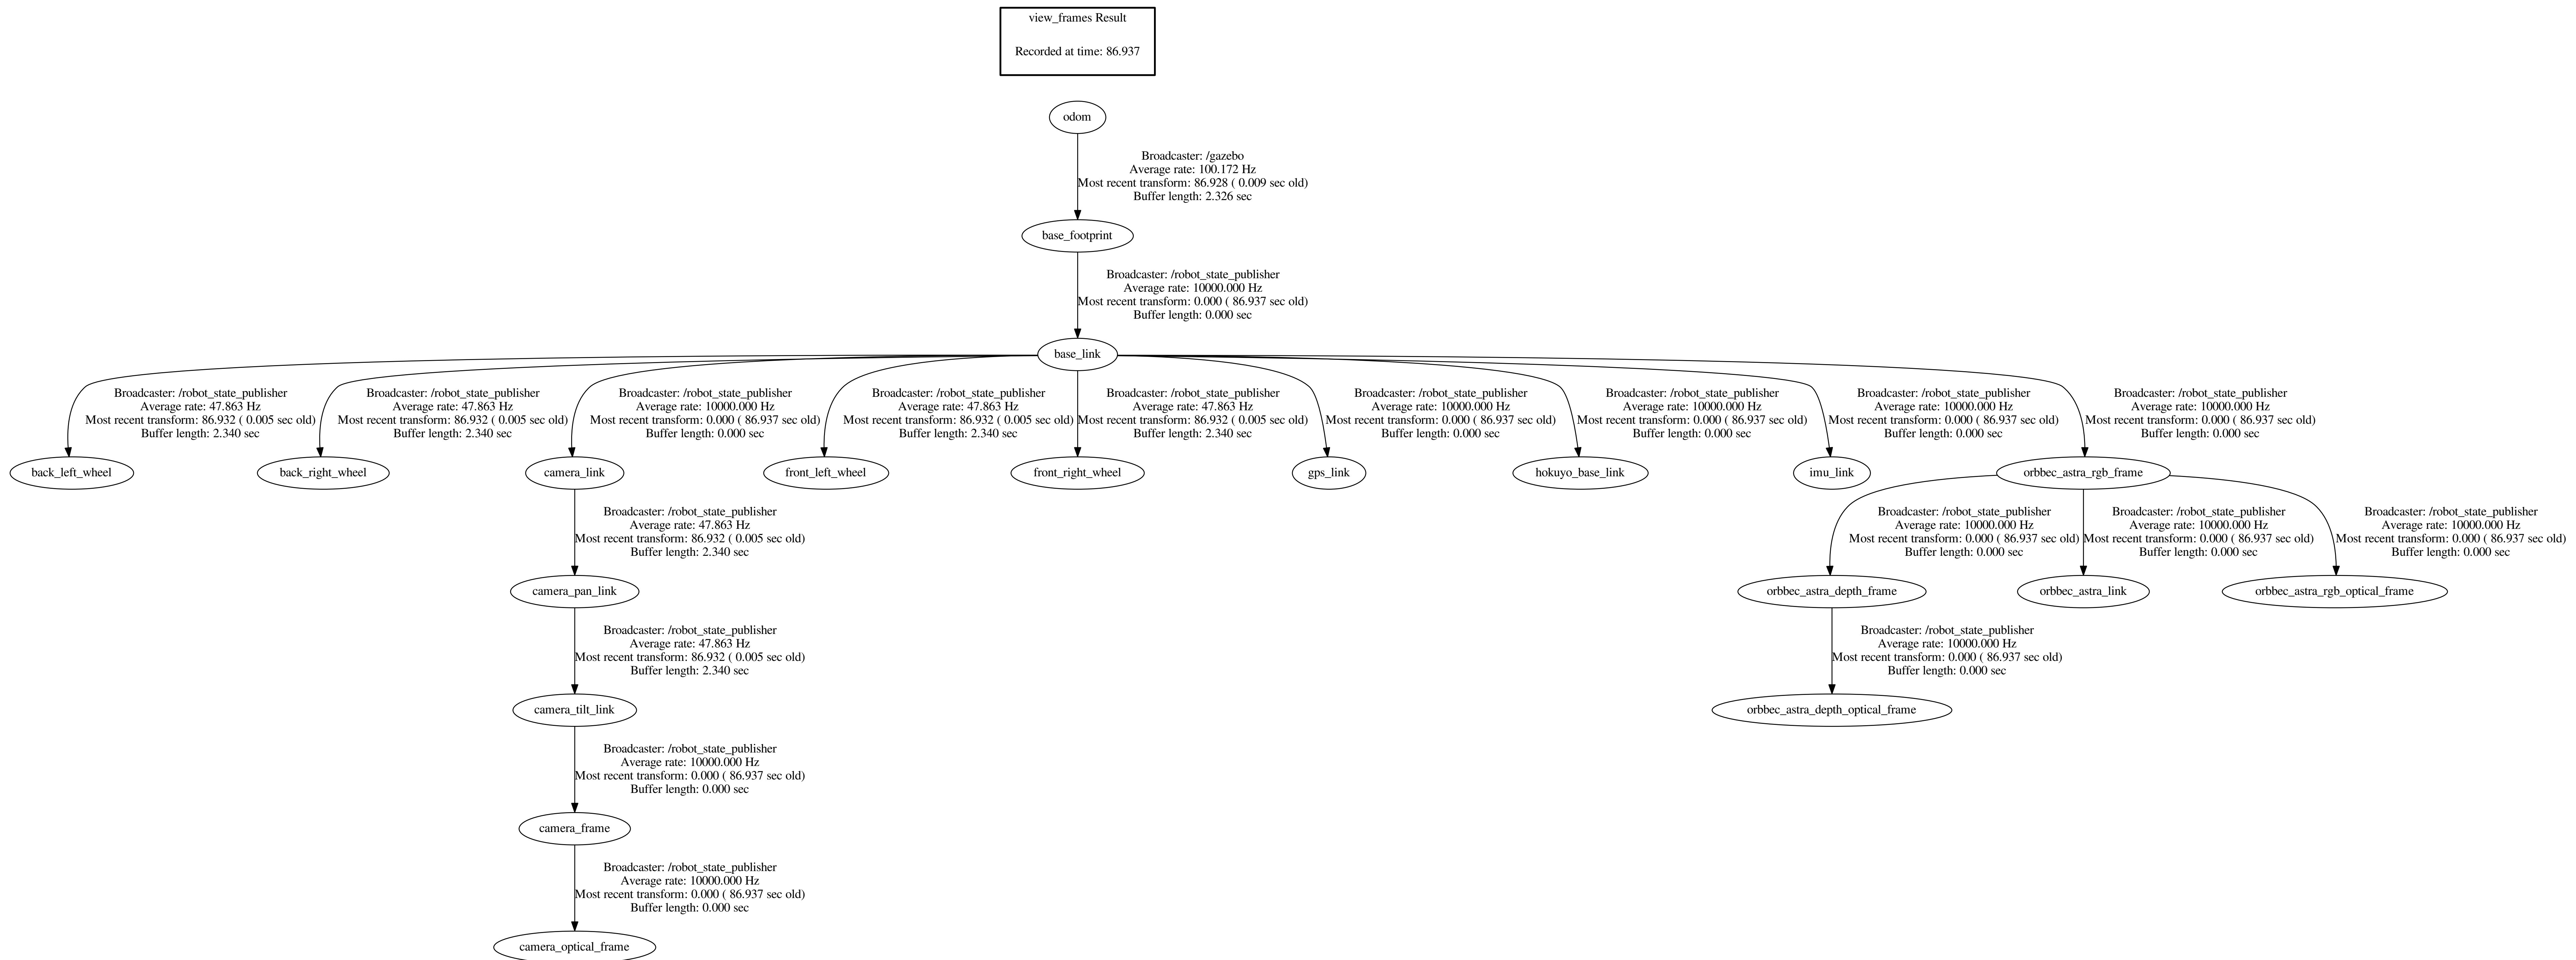 view_frames Result
Recorded at time: 86.937
odom
Broadcaster: /gazebo
Average rate: 100.172 Hz
Most recent transform: 86.928 ( 0.009 sec old)
Buffer length: 2.326 sec
base_footprint
Broadcaster: /robot_state_publisher
Average rate: 10000.000 Hz
Most recent transform: 0.000 ( 86.937 sec old)
Buffer length: 0.000 sec
base_link
Broadcaster: /robot_state_publisher
Average rate: 47.863 Hz
Most recent transform: 86.932 ( 0.005 sec old)
Buffer length: 2.340 sec
Broadcaster: /robot_state_publisher
Average rate: 47.863 Hz
Most recent transform: 86.932 ( 0.005 sec old)
Buffer length: 2.340 sec
Broadcaster: /robot_state_publisher
Average rate: 10000.000 Hz
Most recent transform: 0.000 ( 86.937 sec old)
Buffer length: 0.000 sec
Broadcaster: /robot_state_publisher
Average rate: 47.863 Hz
Most recent transform: 86.932 ( 0.005 sec old)
Buffer length: 2.340 sec
Broadcaster: /robot_state_publisher
Average rate: 47.863 Hz
Most recent transform: 86.932 ( 0.005 sec old)
Buffer length: 2.340 sec
Broadcaster: /robot_state_publisher
Average rate: 10000.000 Hz
Most recent transform: 0.000 ( 86.937 sec old)
Buffer length: 0.000 sec
Broadcaster: /robot_state_publisher
Average rate: 10000.000 Hz
Most recent transform: 0.000 ( 86.937 sec old)
Buffer length: 0.000 sec
Broadcaster: /robot_state_publisher
Average rate: 10000.000 Hz
Most recent transform: 0.000 ( 86.937 sec old)
Buffer length: 0.000 sec
Broadcaster: /robot_state_publisher
Average rate: 10000.000 Hz
Most recent transform: 0.000 ( 86.937 sec old)
Buffer length: 0.000 sec
back_left_wheel
back_right_wheel
camera_link
front_left_wheel
front_right_wheel
gps_link
hokuyo_base_link
imu_link
orbbec_astra_rgb_frame
Broadcaster: /robot_state_publisher
Average rate: 47.863 Hz
Most recent transform: 86.932 ( 0.005 sec old)
Buffer length: 2.340 sec
Broadcaster: /robot_state_publisher
Average rate: 10000.000 Hz
Most recent transform: 0.000 ( 86.937 sec old)
Buffer length: 0.000 sec
Broadcaster: /robot_state_publisher
Average rate: 10000.000 Hz
Most recent transform: 0.000 ( 86.937 sec old)
Buffer length: 0.000 sec
Broadcaster: /robot_state_publisher
Average rate: 10000.000 Hz
Most recent transform: 0.000 ( 86.937 sec old)
Buffer length: 0.000 sec
camera_pan_link
orbbec_astra_depth_frame
orbbec_astra_link
orbbec_astra_rgb_optical_frame
Broadcaster: /robot_state_publisher
Average rate: 47.863 Hz
Most recent transform: 86.932 ( 0.005 sec old)
Buffer length: 2.340 sec
Broadcaster: /robot_state_publisher
Average rate: 10000.000 Hz
Most recent transform: 0.000 ( 86.937 sec old)
Buffer length: 0.000 sec
camera_tilt_link
orbbec_astra_depth_optical_frame
Broadcaster: /robot_state_publisher
Average rate: 10000.000 Hz
Most recent transform: 0.000 ( 86.937 sec old)
Buffer length: 0.000 sec
camera_frame
Broadcaster: /robot_state_publisher
Average rate: 10000.000 Hz
Most recent transform: 0.000 ( 86.937 sec old)
Buffer length: 0.000 sec
camera_optical_frame